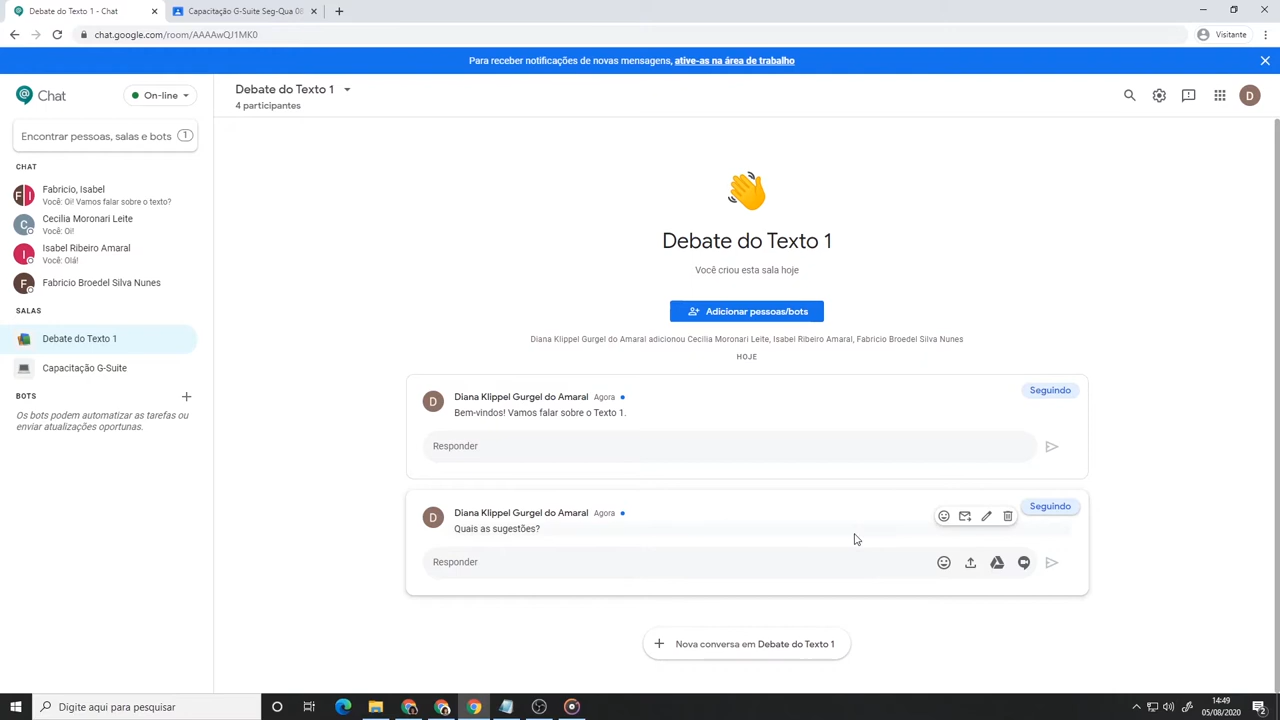 Debate do Texto 1 - Chat
Capacitação G-Suite Seg-Qua 08
chat.google.com/room/AAAAwQJ1MK0
Visitante
Para receber notificações de novas mensagens, ative-as na área de trabalho
Chat
On-line
Debate do Texto 1
4 participantes
D
Encontrar pessoas, salas e bots 1
CHAT
F I
Fabricio, Isabel
Você: Oi! Vamos falar sobre o texto?
C
Cecilia Moronari Leite
Você: Oi!
I
Isabel Ribeiro Amaral
Você: Olá!
F
Fabricio Broedel Silva Nunes
SALAS
Debate do Texto 1
Capacitação G-Suite
BOTS
Os bots podem automatizar as tarefas ou
enviar atualizações oportunas.
Debate do Texto 1
Você criou esta sala hoje
Adicionar pessoas/bots
Diana Klippel Gurgel do Amaral adicionou Cecilia Moronari Leite, Isabel Ribeiro Amaral, Fabricio Broedel Silva Nunes
HOJE
D
Diana Klippel Gurgel do Amaral Agora
Seguindo
Bem-vindos! Vamos falar sobre o Texto 1.
Responder
D
Diana Klippel Gurgel do Amaral Agora
Seguindo
Quais as sugestões?
Responder
Nova conversa em Debate do Texto 1
Digite aqui para pesquisar
14:49
05/08/2020